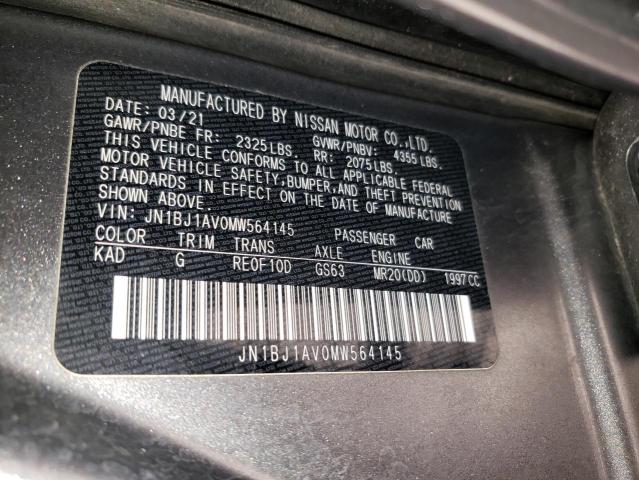 MANUFACTURED BY NISSAN MOTOR CO.,LTD.
DATE: 03/21 GVWR/PNBV: 4355 LBS.
GAWR/PNBE FR: 2325LBS RR: 2075 LBS.
THIS VEHICLE CONFORMS TO ALL APPLICABLE FEDERAL
MOTOR VEHICLE SAFETY,BUMPER,AND THEFT PREVENTION
STANDARDS IN EFFECT ON THE DATE OF MANUFACTURE
SHOWN ABOVE.
VIN: JN1BJ1AV0MW564145 PASSENGER CAR
COLOR TRIM TRANS AXLE ENGINE
KAD G RE0F10D GS63 MR20(DD) 1997CC
JN1BJ1AV0MW564145